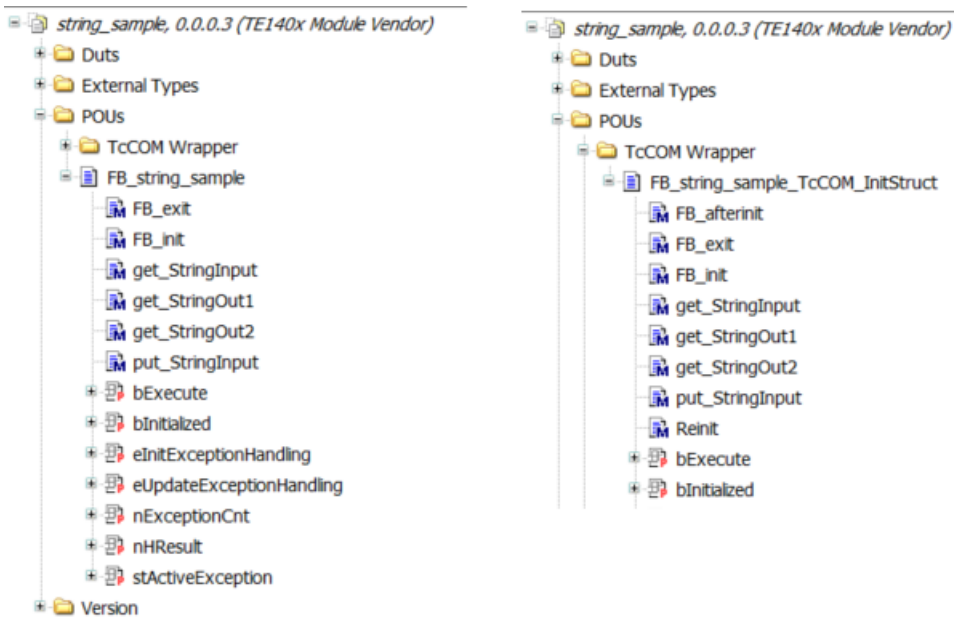 string_sample, 0.0.0.3 (TE140x Module Vendor)
Duts
External Types
POUs
TcCOM Wrapper
FB_string_sample
FB_exit
FB_init
get_StringInput
get_StringOut1
get_StringOut2
put_StringInput
bExecute
bInitialized
eInitExceptionHandling
eUpdateExceptionHandling
nExceptionCnt
nHResult
stActiveException
Version
string_sample, 0.0.0.3 (TE140x Module Vendor)
Duts
External Types
POUs
TcCOM Wrapper
FB_string_sample_TcCOM_InitStruct
FB_afterinit
FB_exit
FB_init
get_StringInput
get_StringOut1
get_StringOut2
put_StringInput
Reinit
bExecute
bInitialized